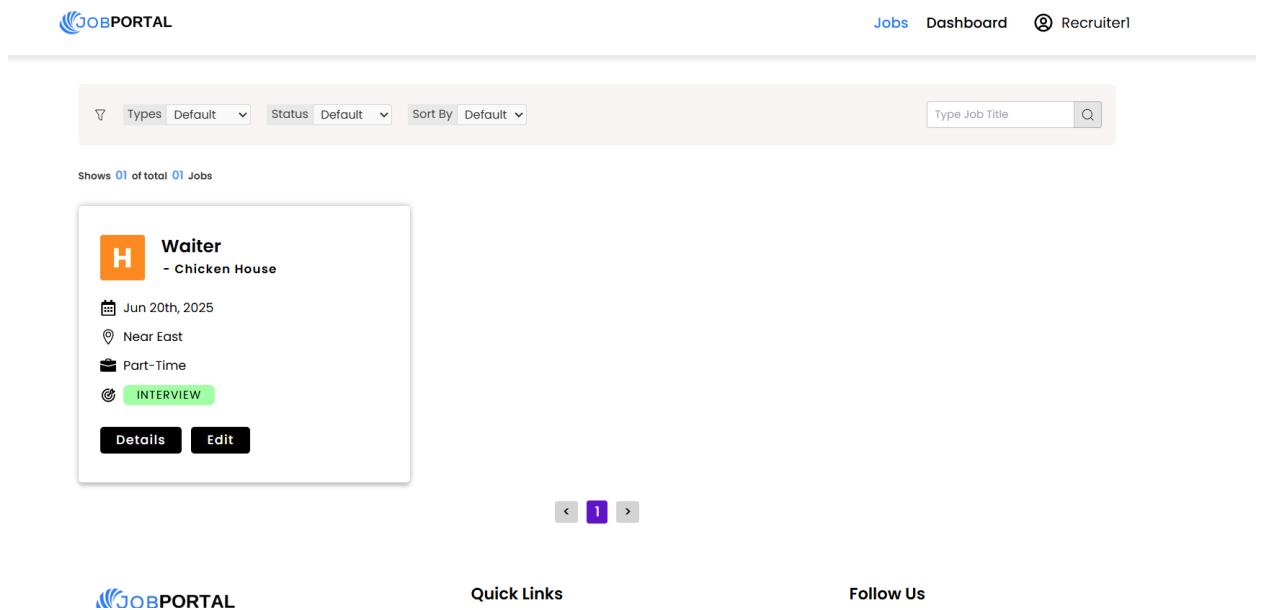 JOBPORTAL
Jobs Dashboard Recruiter1
Types Default Status Default Sort By Default Type Job Title
Shows 01 of total 01 Jobs
H
Waiter
- Chicken House
Jun 20th, 2025
Near East
Part-Time
INTERVIEW
Details Edit
< 1 >
JOBPORTAL Quick Links Follow Us